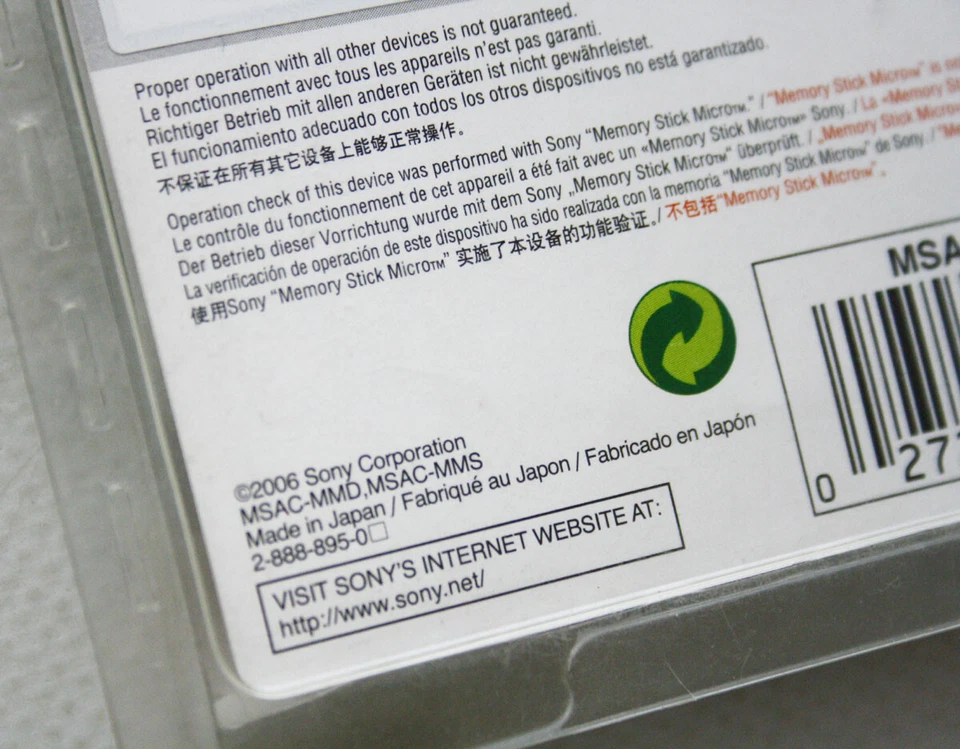 Proper operation with all other devices is not guaranteed.
Le fonctionnement avec tous les appareils n'est pas garanti.
Richtiger Betrieb mit allen anderen Geräten ist nicht gewährleistet.
El funcionamiento adecuado con todos los otros dispositivos no está garantizado.
不保证在所有其它设备上能够正常操作。
Operation check of this device was performed with Sony "Memory Stick Micro™." / "Memory Stick Micro™" is
Le contrôle du fonctionnement de cet appareil a été fait avec un «Memory Stick Micro™» Sony. / La «Memory
Der Betrieb dieser Vorrichtung wurde mit dem Sony „Memory Stick Micro™" überprüft. / „Memory Stick Micro
La verificación de operación de este dispositivo ha sido realizada con la memoria "Memory Stick Micro™" de Sony. /
使用Sony "Memory Stick Micro™" 实施了本设备的功能验证。/ 不包括"Memory Stick Micro™"。
MSA
0 27
©2006 Sony Corporation
MSAC-MMD,MSAC-MMS
Made in Japan / Fabriqué au Japon / Fabricado en Japón
2-888-895-0□
VISIT SONY'S INTERNET WEBSITE AT:
http://www.sony.net/